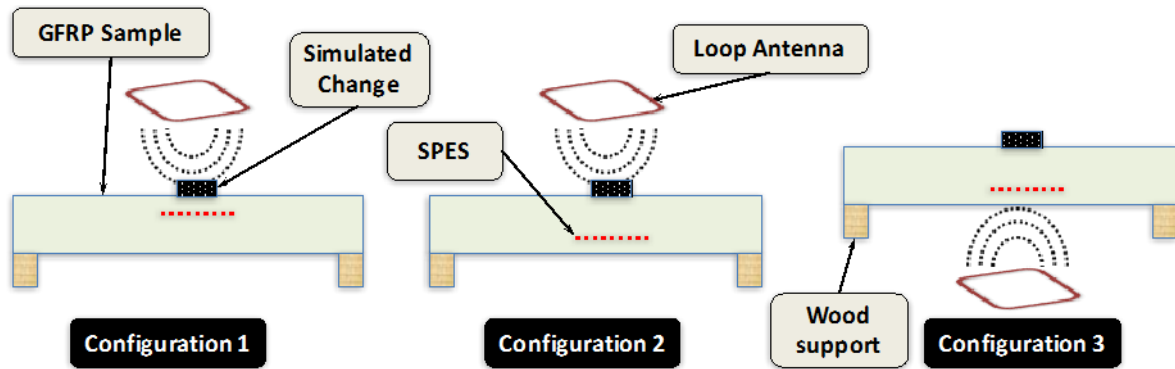 GFRP Sample
Simulated
Change
Loop Antenna
SPES
Wood
support
Configuration 1
Configuration 2
Configuration 3